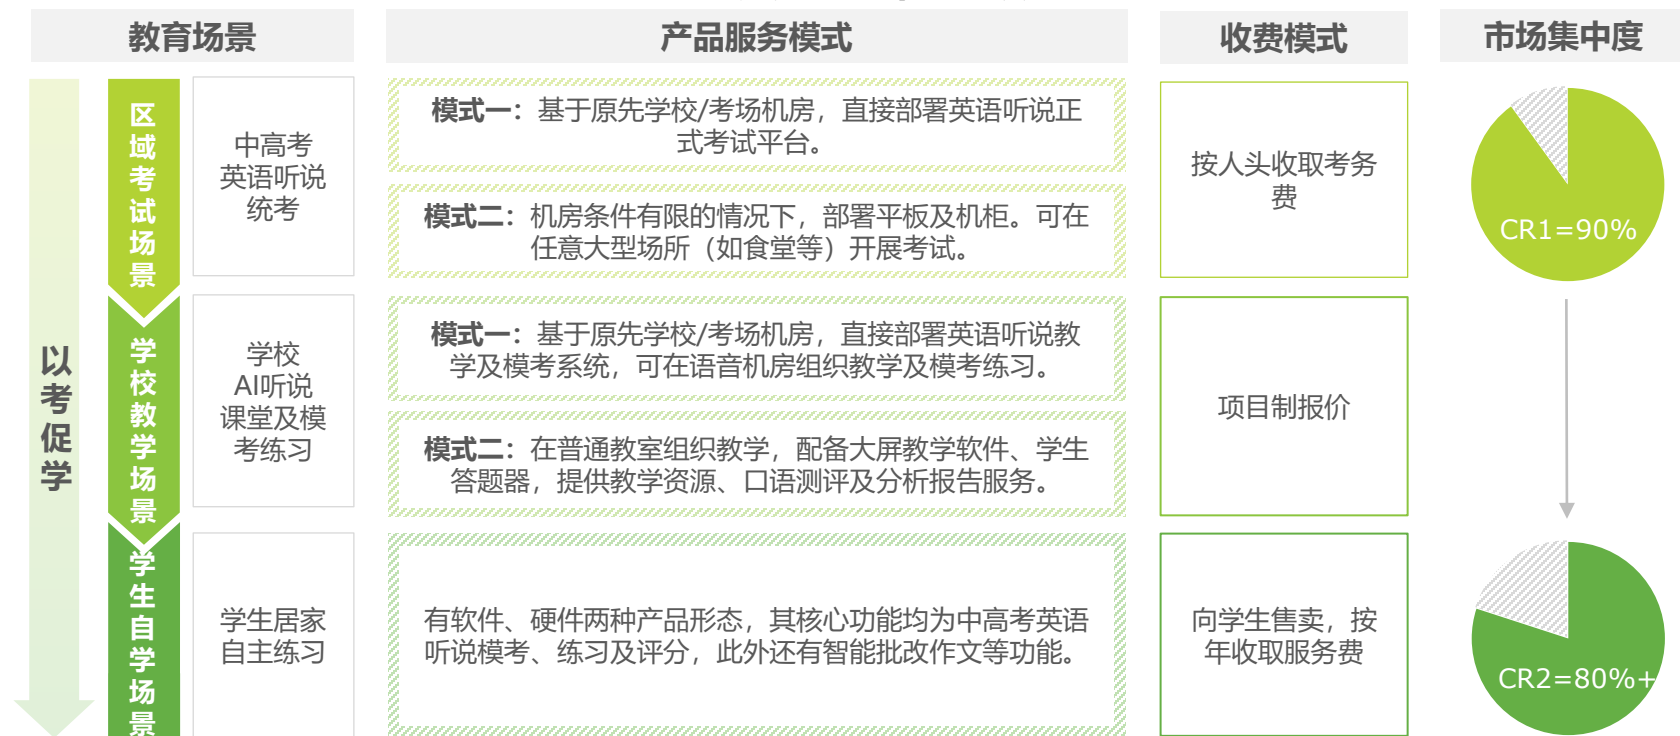 教育场景
产品服务模式
收费模式
市场集中度
以考促学
区域考试场景
中高考
英语听说
统考
模式一：基于原先学校/考场机房，直接部署英语听说正
式考试平台。
模式二：机房条件有限的情况下，部署平板及机柜。可在
任意大型场所（如食堂等）开展考试。
按人头收取考务
费
CR1=90%
学校教学场景
学校
AI听说
课堂及模
考练习
模式一：基于原先学校/考场机房，直接部署英语听说教
学及模考系统，可在语音机房组织教学及模考练习。
模式二：在普通教室组织教学，配备大屏教学软件、学生
答题器，提供教学资源、口语测评及分析报告服务。
项目制报价
学生自学场景
学生居家
自主练习
有软件、硬件两种产品形态，其核心功能均为中高考英语
听说模考、练习及评分，此外还有智能批改作文等功能。
向学生售卖，按
年收取服务费
CR2=80%+